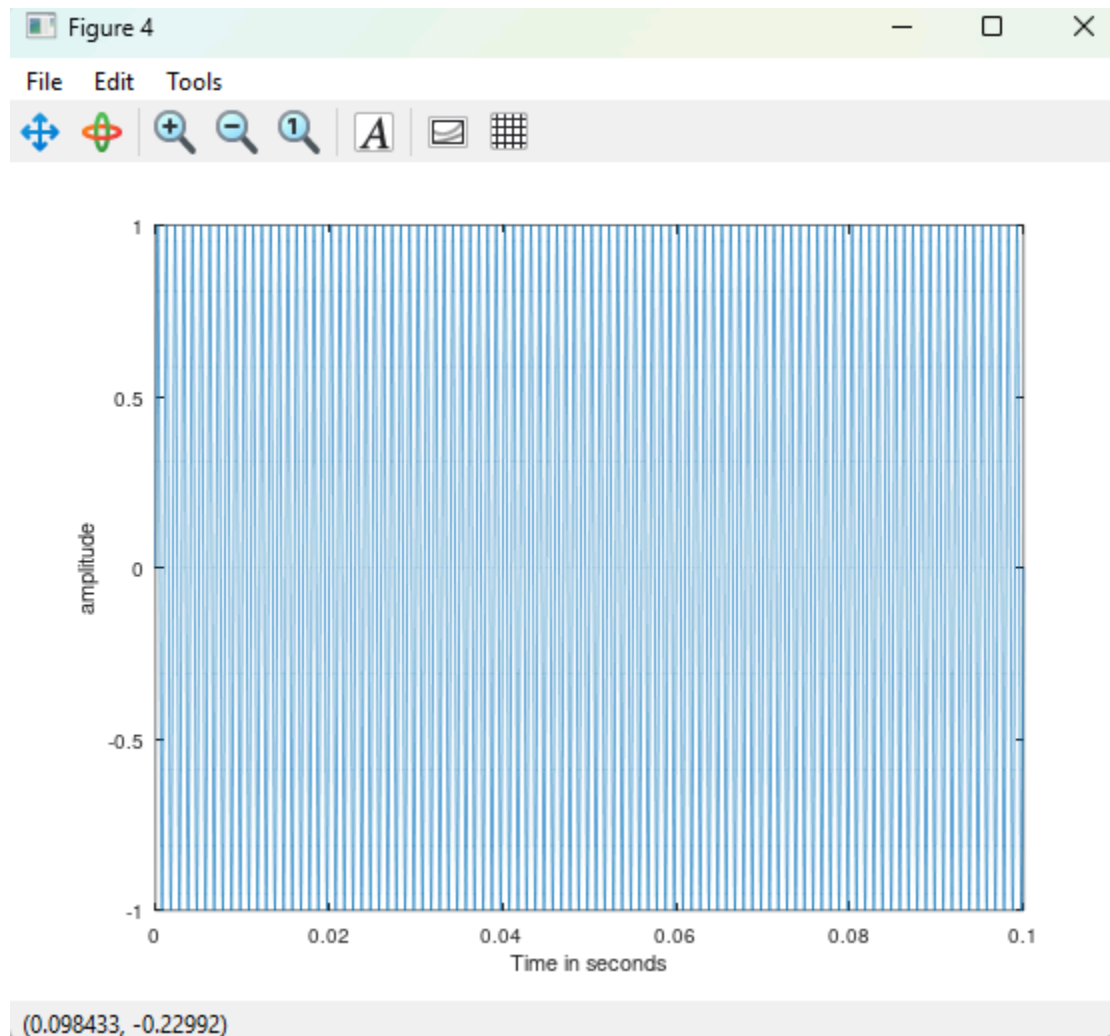 Figure 4
File Edit Tools
A
1
0.5
0
-0.5
-1
amplitude
0 0.02 0.04 0.06 0.08 0.1
Time in seconds
(0.098433, -0.22992)